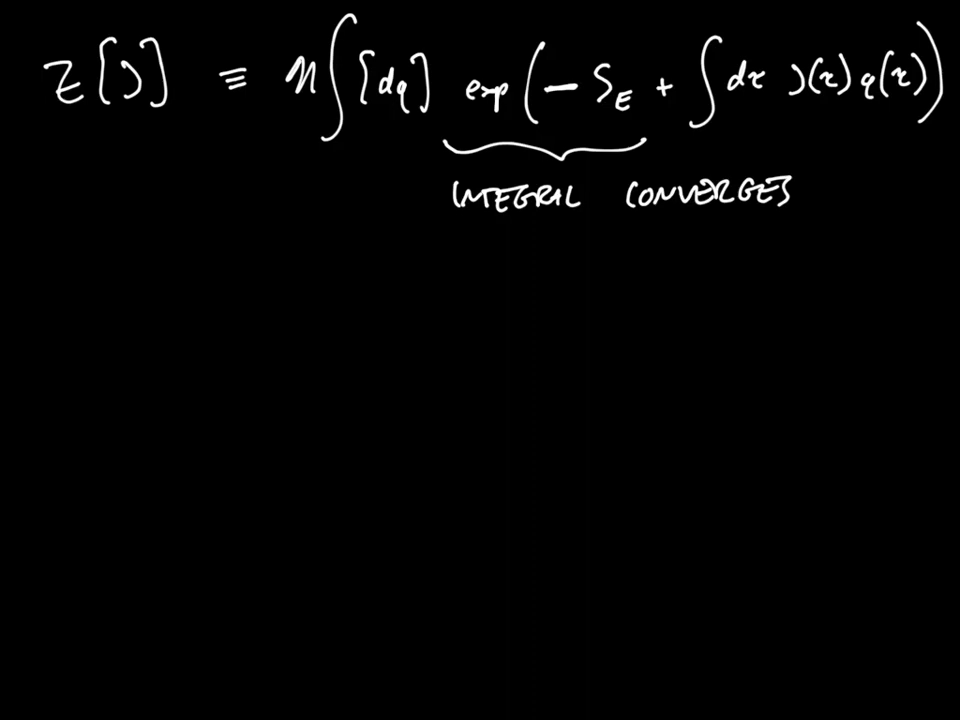 Z[J] ≡ N∫[dq] exp(− S_E + ∫dτ J(τ) q(τ))
INTEGRAL CONVERGES